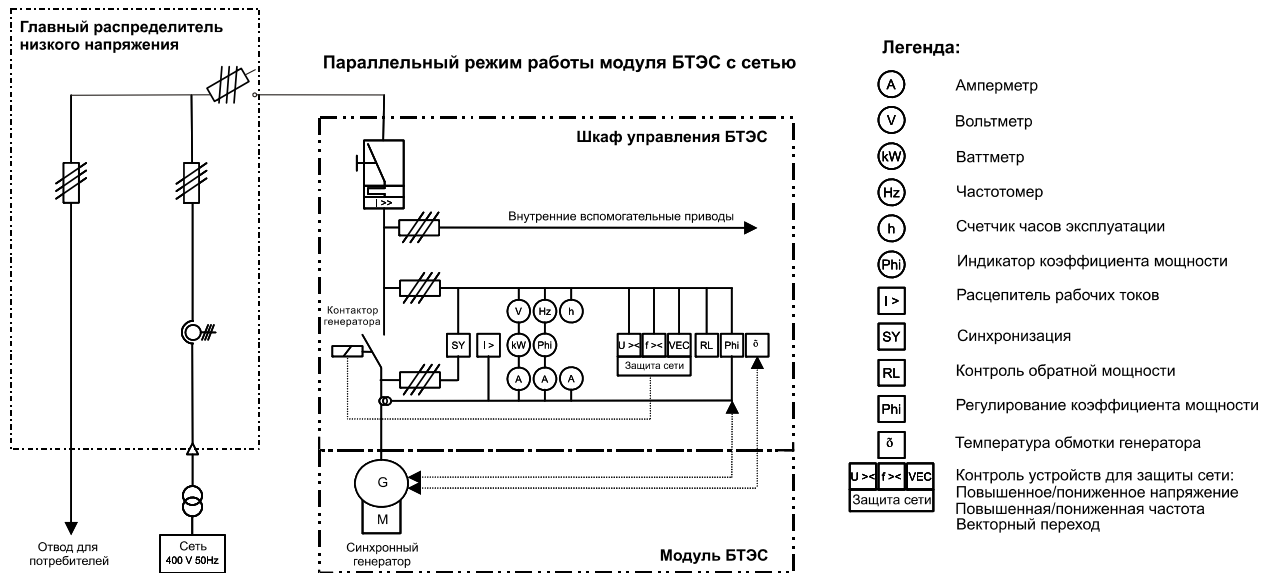 Главный распределитель
низкого напряжения
Параллельный режим работы модуля БТЭС с сетью
Шкаф управления БТЭС
I >>
Внутренние вспомогательные приводы
Контактор
генератора
V Hz h
SY I > kW Phi U >< f >< VEC RL Phi δ
Защита сети
A A A
G
M
Синхронный
генератор
Модуль БТЭС
Отвод для
потребителей
Сеть
400 V 50Hz
Легенда:
A Амперметр
V Вольтметр
kW Ваттметр
Hz Частотомер
h Счетчик часов эксплуатации
Phi Индикатор коэффициента мощности
I > Расцепитель рабочих токов
SY Синхронизация
RL Контроль обратной мощности
Phi Регулирование коэффициента мощности
δ Температура обмотки генератора
U >< f >< VEC Контроль устройств для защиты сети:
Защита сети Повышенное/пониженное напряжение
Повышенная/пониженная частота
Векторный переход